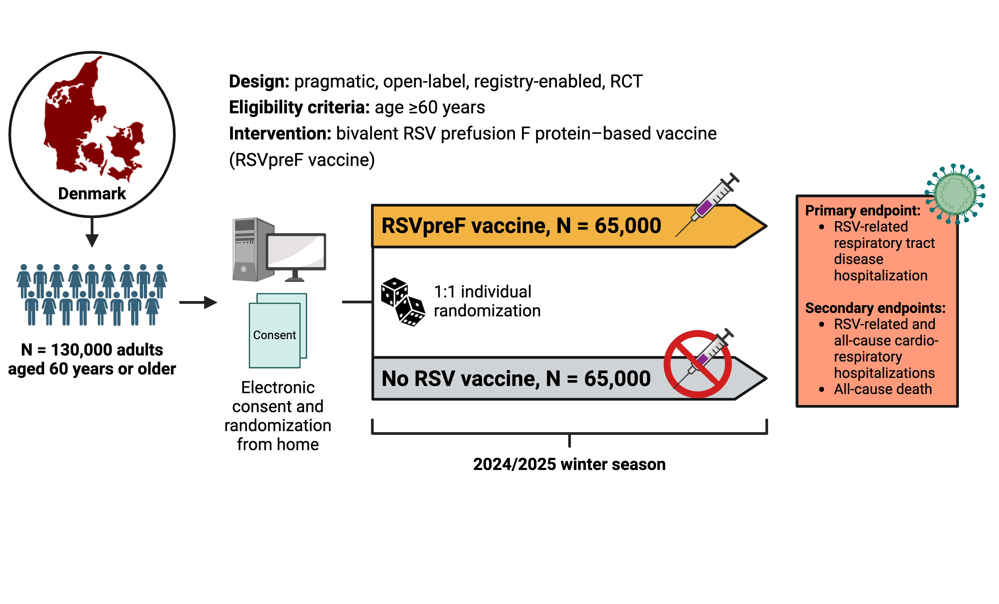 Denmark
Design: pragmatic, open-label, registry-enabled, RCT
Eligibility criteria: age ≥60 years
Intervention: bivalent RSV prefusion F protein–based vaccine
(RSVpreF vaccine)
N = 130,000 adults
aged 60 years or older
Consent
Electronic
consent and
randomization
from home
RSVpreF vaccine, N = 65,000
1:1 individual
randomization
No RSV vaccine, N = 65,000
2024/2025 winter season
Primary endpoint:
• RSV-related
respiratory tract
disease
hospitalization
Secondary endpoints:
• RSV-related and
all-cause cardio-
respiratory
hospitalizations
• All-cause death